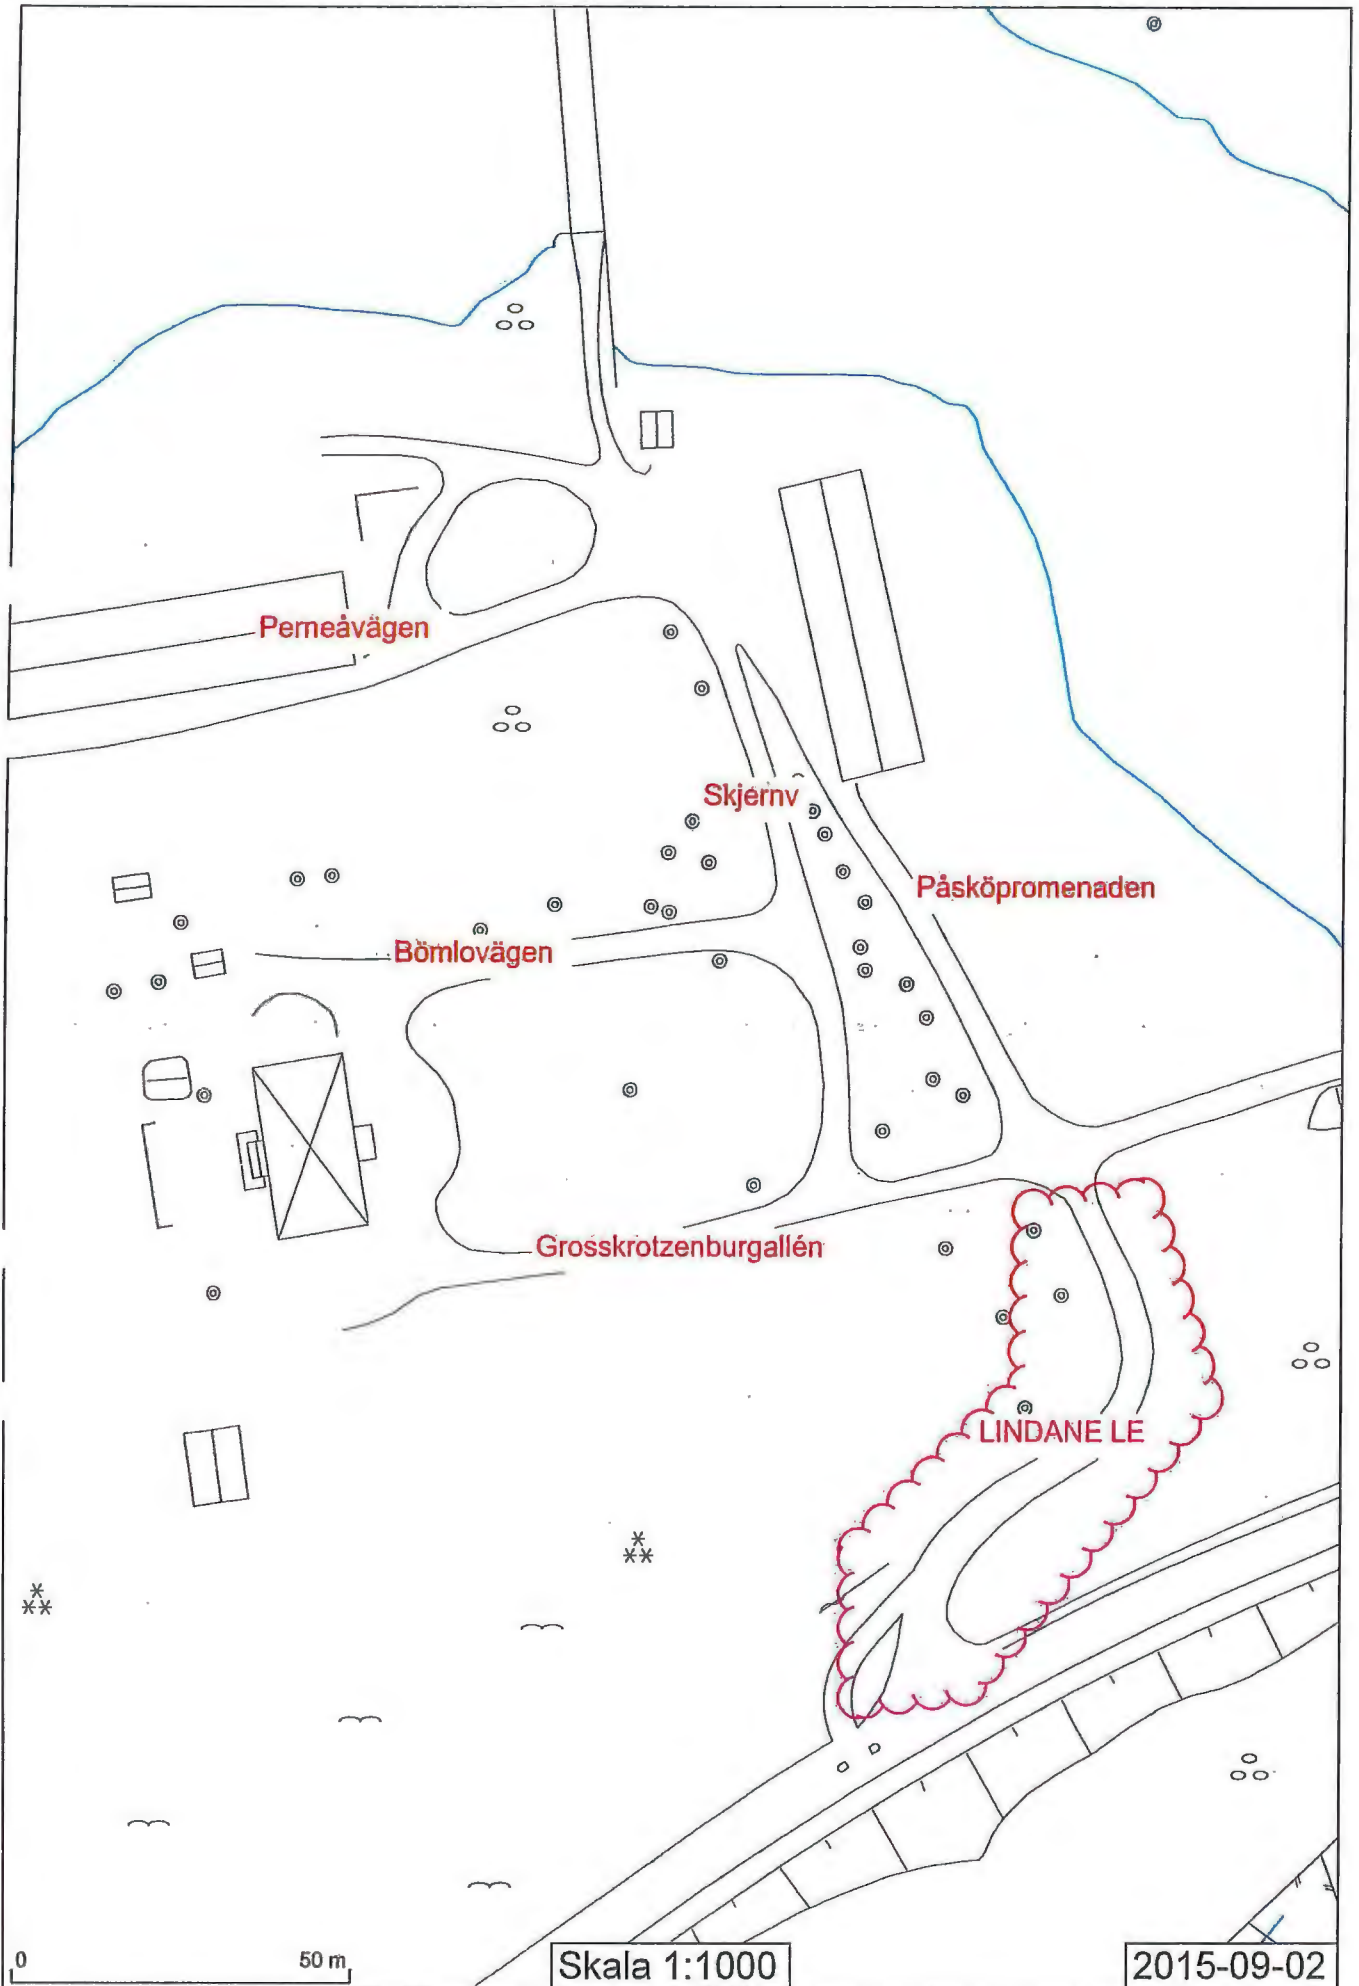 Perneåvägen
Skjernv
Påsköpromenaden
Bömlovägen
Grosskrotzenburgallén
LINDANE LE
0 50 m
Skala 1:1000
2015-09-02